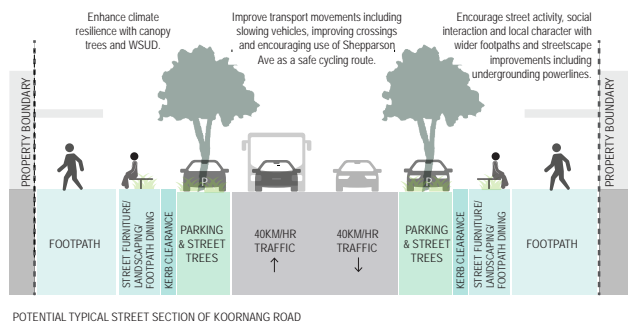 Enhance climate
resilience with canopy
trees and WSUD.
Improve transport movements including
slowing vehicles, improving crossings
and encouraging use of Shepparson
Ave as a safe cycling route.
Encourage street activity, social
interaction and local character with
wider footpaths and streetscape
improvements including
undergrounding powerlines.
PROPERTY BOUNDARY
PROPERTY BOUNDARY
P
P
FOOTPATH
STREET FURNITURE/
LANDSCAPING/
FOOTPATH DINING
KERB CLEARANCE
PARKING
& STREET
TREES
40KM/HR
TRAFFIC
↑
40KM/HR
TRAFFIC
↓
PARKING
& STREET
TREES
KERB CLEARANCE
STREET FURNITURE/
LANDSCAPING/
FOOTPATH DINING
FOOTPATH
POTENTIAL TYPICAL STREET SECTION OF KOORNANG ROAD